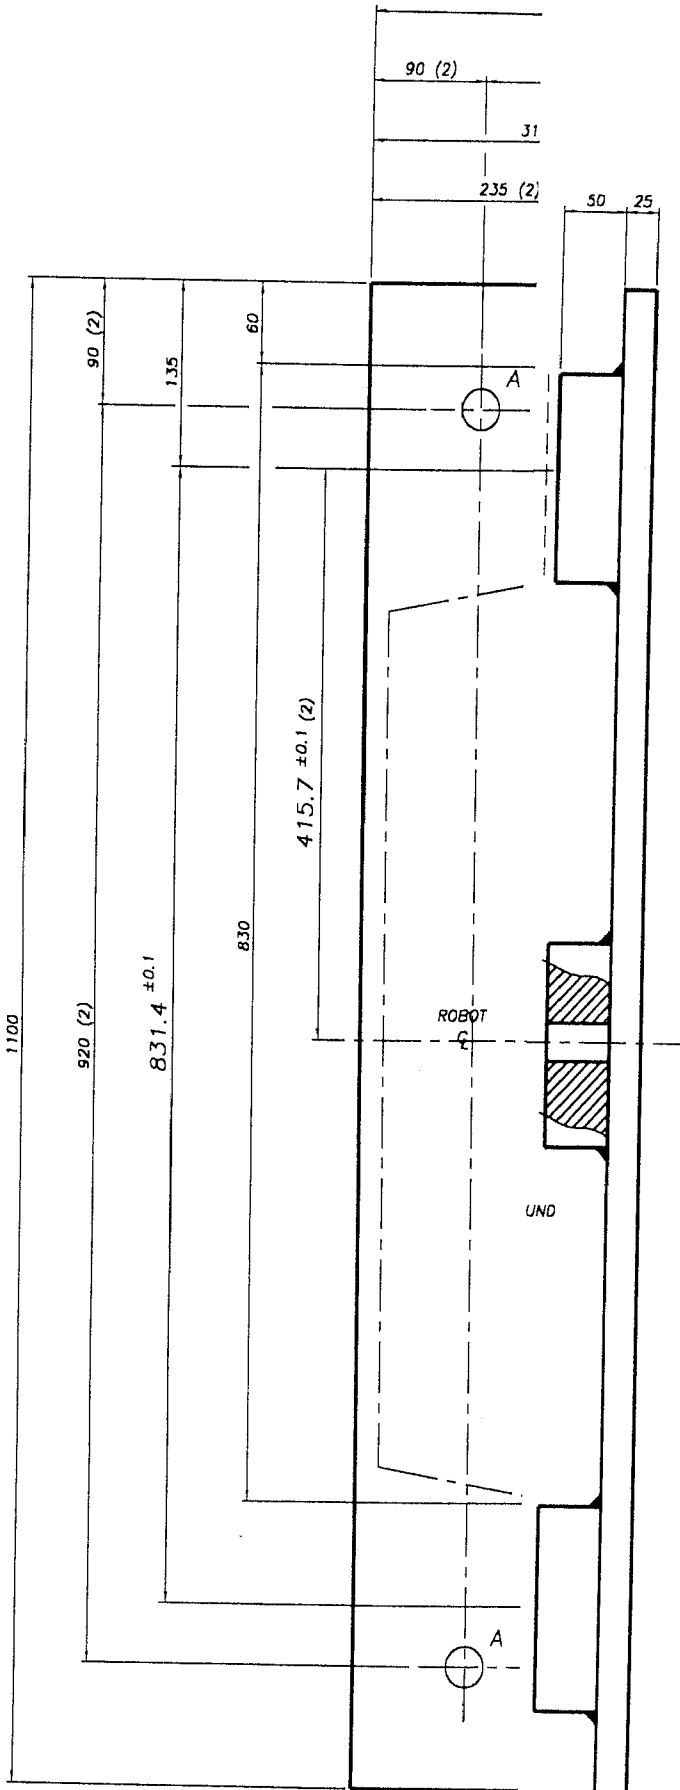 90 (2)
31
235 (2)
50
25
90 (2)
135
60
A
415.7 ±0.1 (2)
830
831.4 ±0.1
920 (2)
1100
ROBOT
℄
UND
A